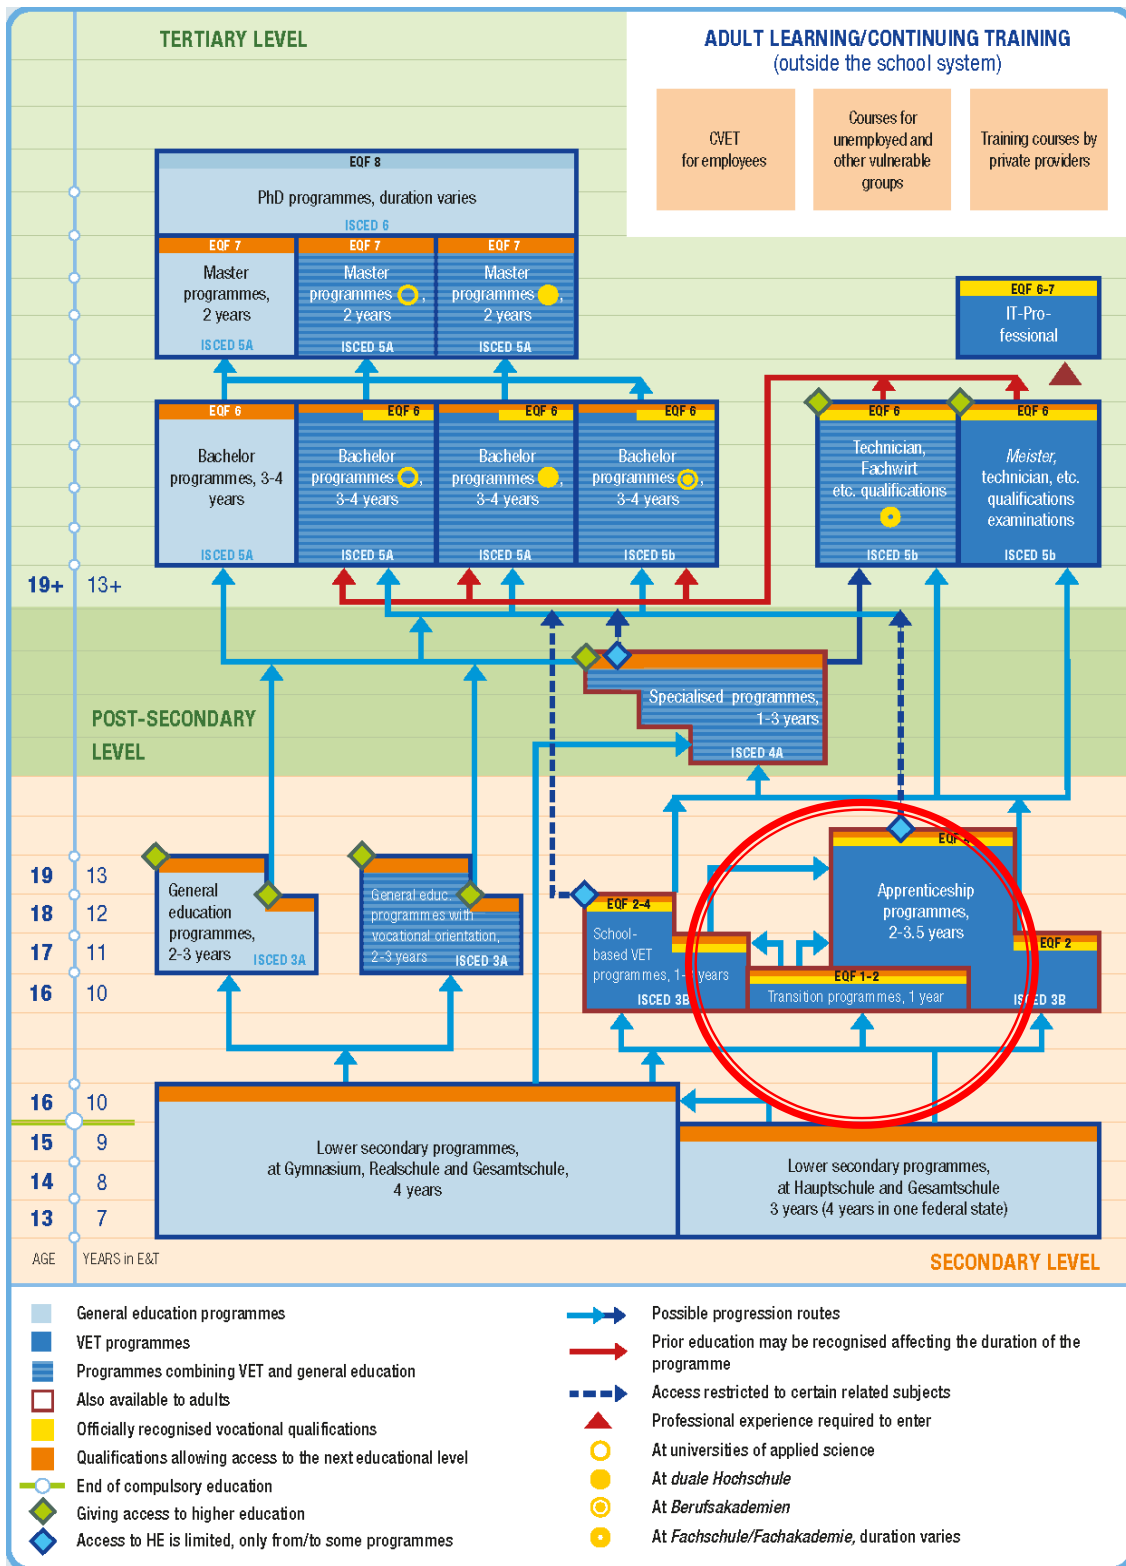 TERTIARY LEVEL
ADULT LEARNING/CONTINUING TRAINING
(outside the school system)
CVET
for employees
Courses for
unemployed and
other vulnerable
groups
Training courses by
private providers
EQF 8
PhD programmes, duration varies
ISCED 6
EQF 7
Master
programmes,
2 years
ISCED 5A
EQF 7
Master
programmes ,
2 years
ISCED 5A
EQF 7
Master
programmes ,
2 years
ISCED 5A
EQF 6-7
IT-Pro-
fessional
EQF 6
Bachelor
programmes, 3-4
years
ISCED 5A
EQF 6
Bachelor
programmes ,
3-4 years
ISCED 5A
EQF 6
Bachelor
programmes ,
3-4 years
ISCED 5A
EQF 6
Bachelor
programmes ,
3-4 years
ISCED 5b
EQF 6
Technician,
Fachwirt
etc. qualifications
ISCED 5b
EQF 6
Meister,
technician, etc.
qualifications
examinations
ISCED 5b
19+ 13+
POST-SECONDARY
LEVEL
Specialised programmes,
1-3 years
ISCED 4A
19 13
18 12
17 11
16 10
General
education
programmes,
2-3 years
ISCED 3A
General educ.
programmes with
vocational orientation,
2-3 years
ISCED 3A
EQF 2-4
School-
based VET
programmes, 1- years
ISCED 3B
EQF 4
Apprenticeship
programmes,
2-3.5 years
EQF 2
ISCED 3B
EQF 1-2
Transition programmes, 1 year
16 10
15 9
14 8
13 7
AGE YEARS in E&T
Lower secondary programmes,
at Gymnasium, Realschule and Gesamtschule,
4 years
Lower secondary programmes,
at Hauptschule and Gesamtschule
3 years (4 years in one federal state)
SECONDARY LEVEL
General education programmes
VET programmes
Programmes combining VET and general education
Also available to adults
Officially recognised vocational qualifications
Qualifications allowing access to the next educational level
End of compulsory education
Giving access to higher education
Access to HE is limited, only from/to some programmes
Possible progression routes
Prior education may be recognised affecting the duration of the
programme
Access restricted to certain related subjects
Professional experience required to enter
At universities of applied science
At duale Hochschule
At Berufsakademien
At Fachschule/Fachakademie, duration varies